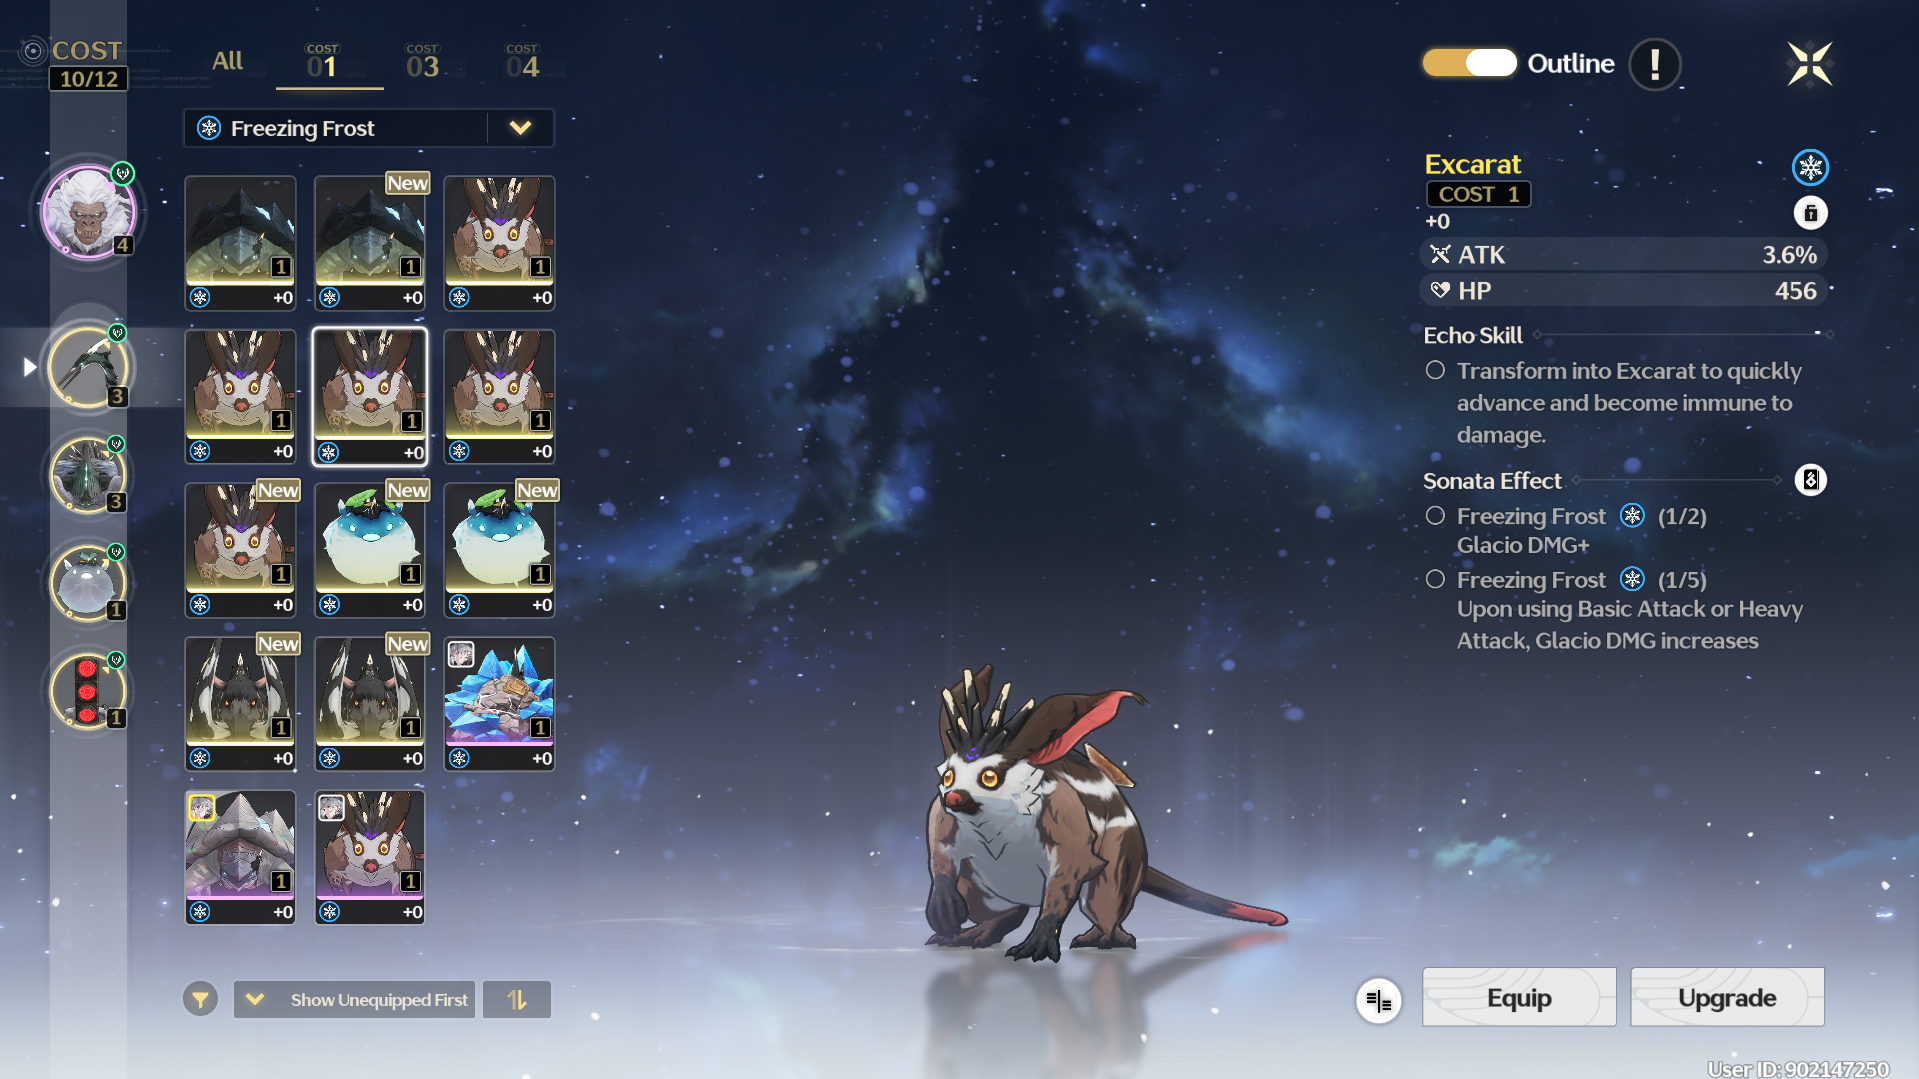 COST
10/12
All
COST
01
COST
03
COST
04
Outline
!
Freezing Frost
4
3
3
1
1
1
New
1
1
+0
+0
+0
1
1
1
+0
+0
+0
New
New
New
1
1
1
+0
+0
+0
New
New
1
1
1
+0
+0
+0
1
1
+0
+0
Show Unequipped First
Excarat
COST 1
+0
ATK 3.6%
HP 456
Echo Skill
Transform into Excarat to quickly
advance and become immune to
damage.
Sonata Effect
Freezing Frost (1/2)
Glacio DMG+
Freezing Frost (1/5)
Upon using Basic Attack or Heavy
Attack, Glacio DMG increases
Equip
Upgrade
User ID: 902147250